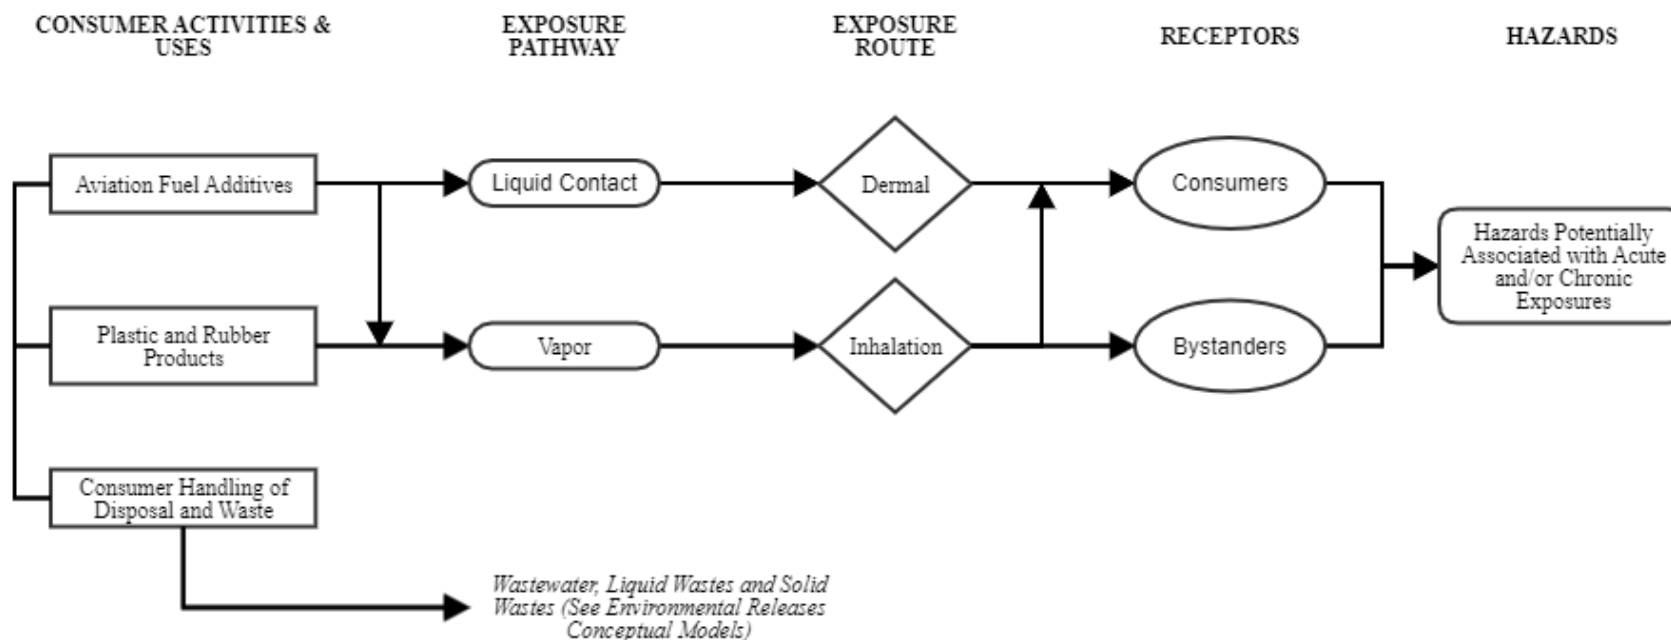 CONSUMER ACTIVITIES &
USES
EXPOSURE
PATHWAY
EXPOSURE
ROUTE
RECEPTORS
HAZARDS
Aviation Fuel Additives
Liquid Contact
Dermal
Consumers
Hazards Potentially
Associated with Acute
and/or Chronic
Exposures
Plastic and Rubber
Products
Vapor
Inhalation
Bystanders
Consumer Handling of
Disposal and Waste
Wastewater, Liquid Wastes and Solid
Wastes (See Environmental Releases
Conceptual Models)